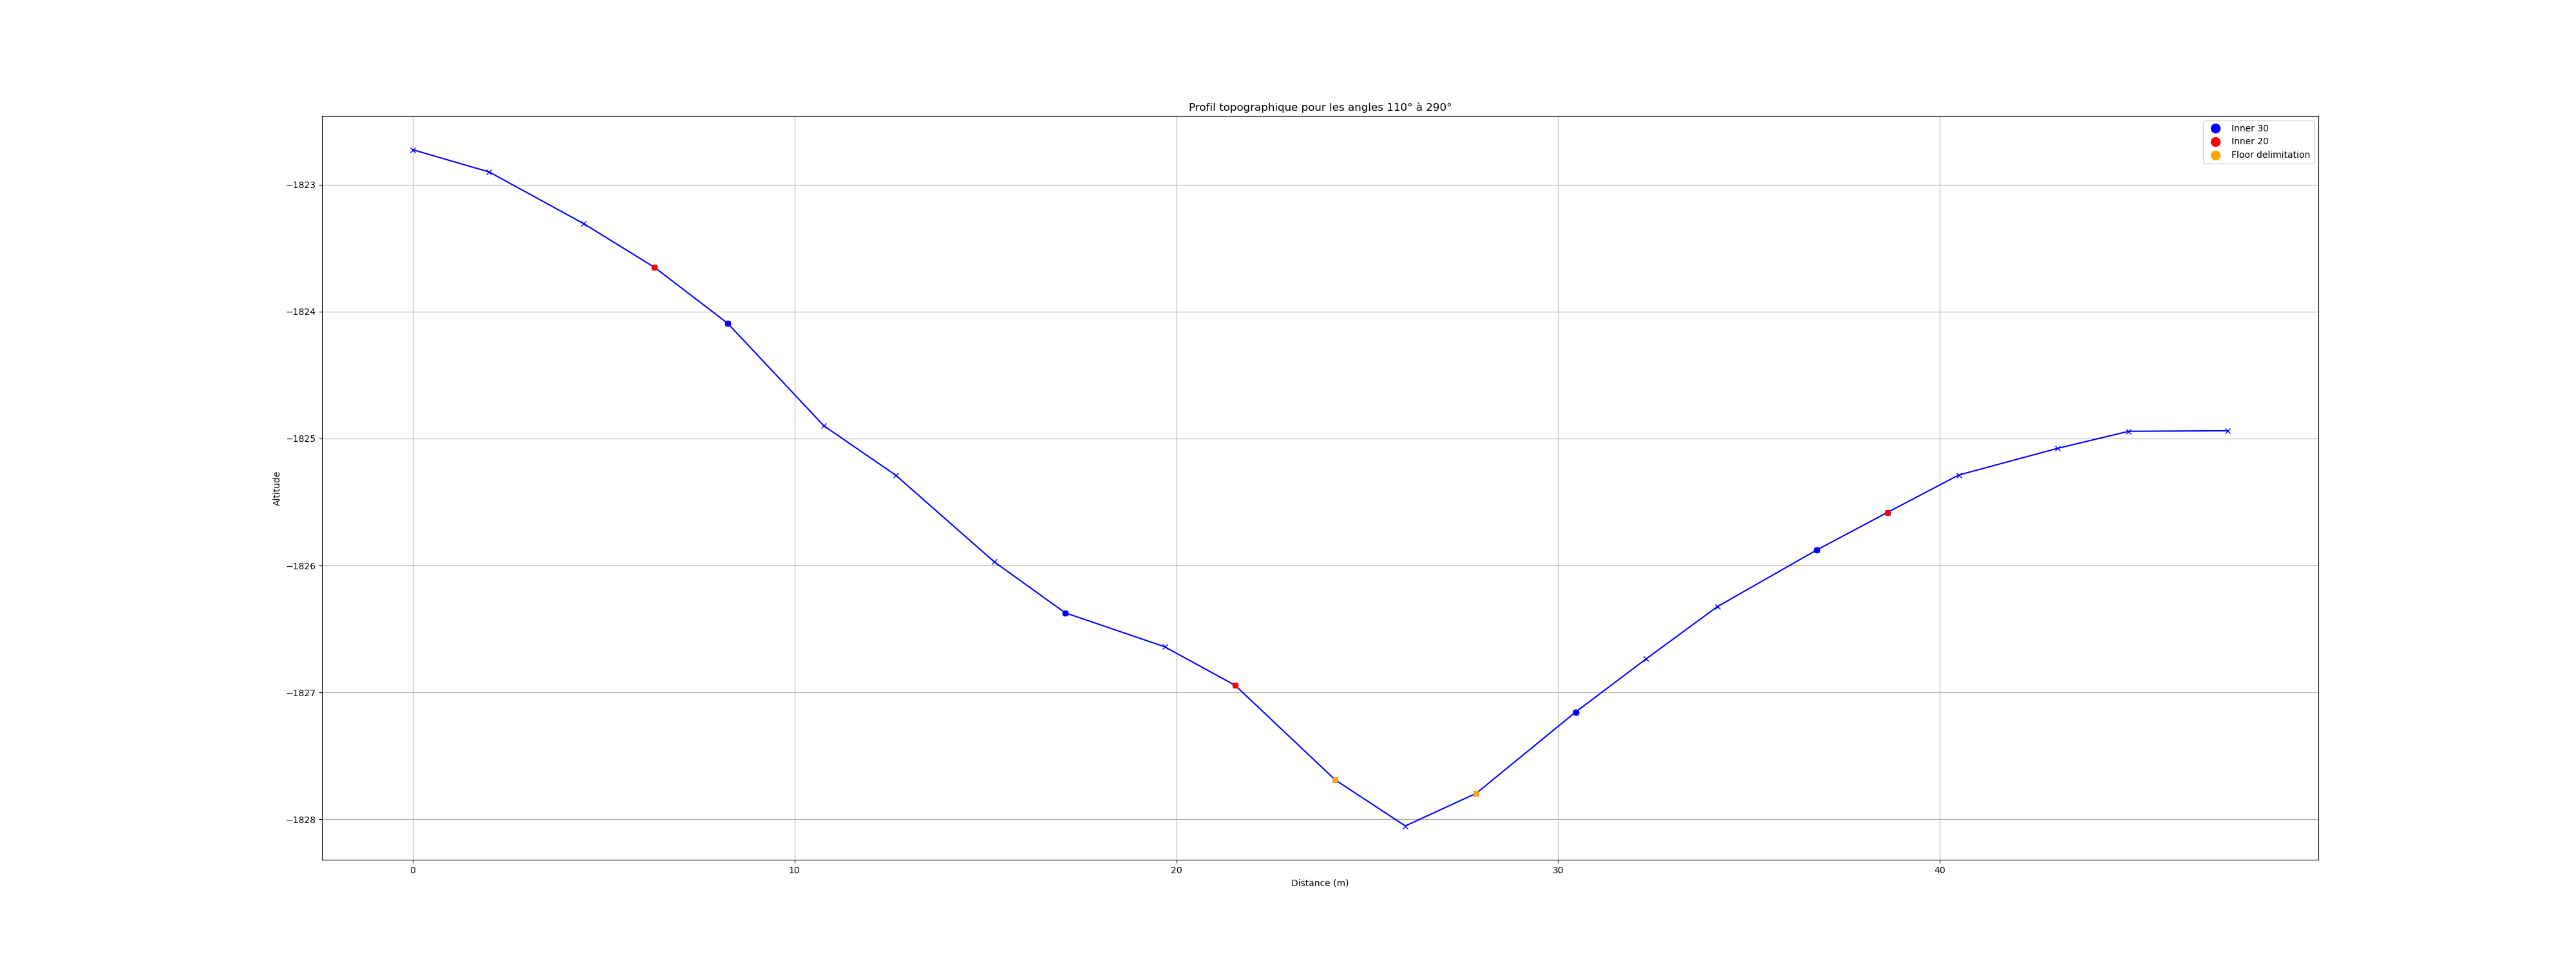 Profil topographique pour les angles 110° à 290°
Inner 30
Inner 20
Floor delimitation
Altitude
−1823
−1824
−1825
−1826
−1827
−1828
0 10 20 30 40
Distance (m)